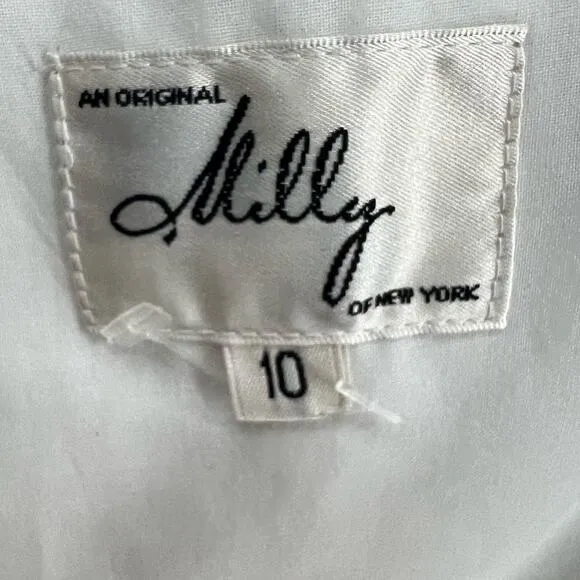 AN ORIGINAL
Milly
OF NEW YORK
10